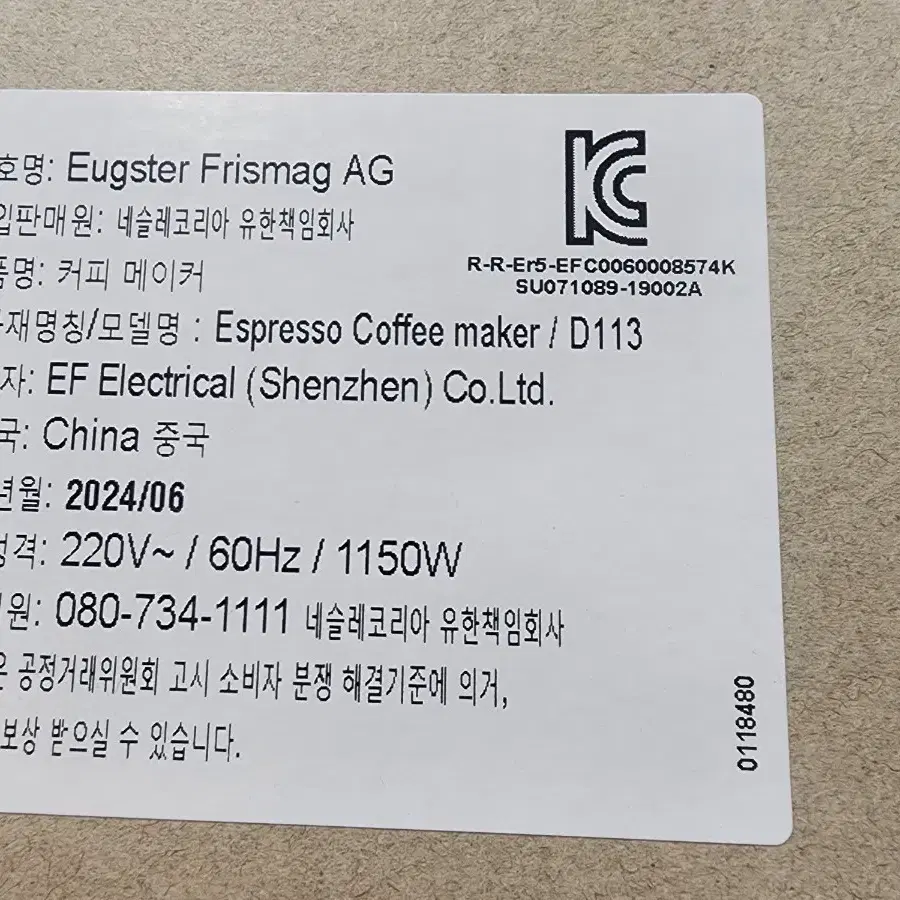 호명: Eugster Frismag AG
입판매원: 네슬레코리아 유한책임회사
품명: 커피 메이커
재명칭/모델명 : Espresso Coffee maker / D113
자: EF Electrical (Shenzhen) Co.Ltd.
국: China 중국
년월: 2024/06
격: 220V~ / 60Hz / 1150W
원: 080-734-1111 네슬레코리아 유한책임회사
은 공정거래위원회 고시 소비자 분쟁 해결기준에 의거,
보상 받으실 수 있습니다.
KC
R-R-Er5-EFC0060008574K
SU071089-19002A
0118480